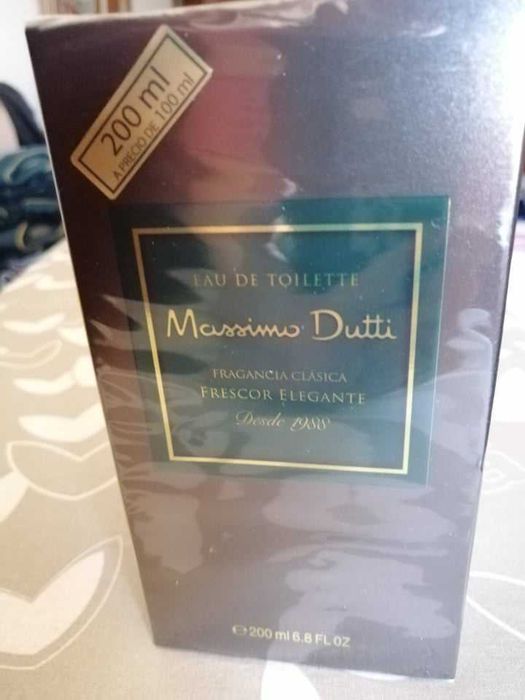 200 ml
A PRECIO DE 100 ml
EAU DE TOILETTE
Massimo Dutti
FRAGANCIA CLÁSICA
FRESCOR ELEGANTE
Desde 1988
℮ 200 ml 6.8 FL OZ